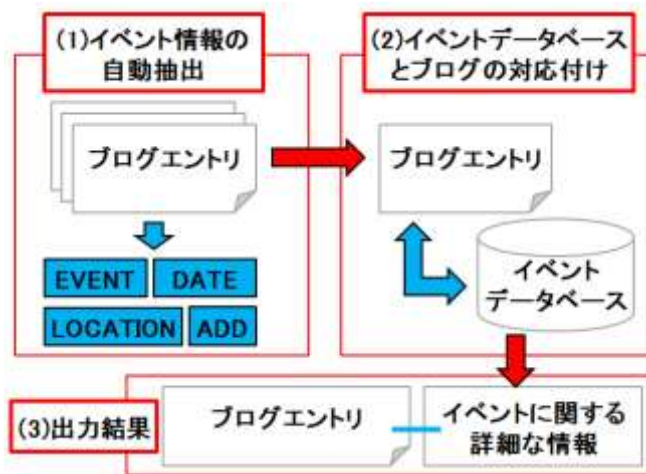 (1)イベント情報の
自動抽出
(2)イベントデータベース
とブログの対応付け
ブログエントリ
ブログエントリ
EVENT
DATE
LOCATION
ADD
イベント
データベース
(3)出力結果
ブログエントリ
イベントに関する
詳細な情報